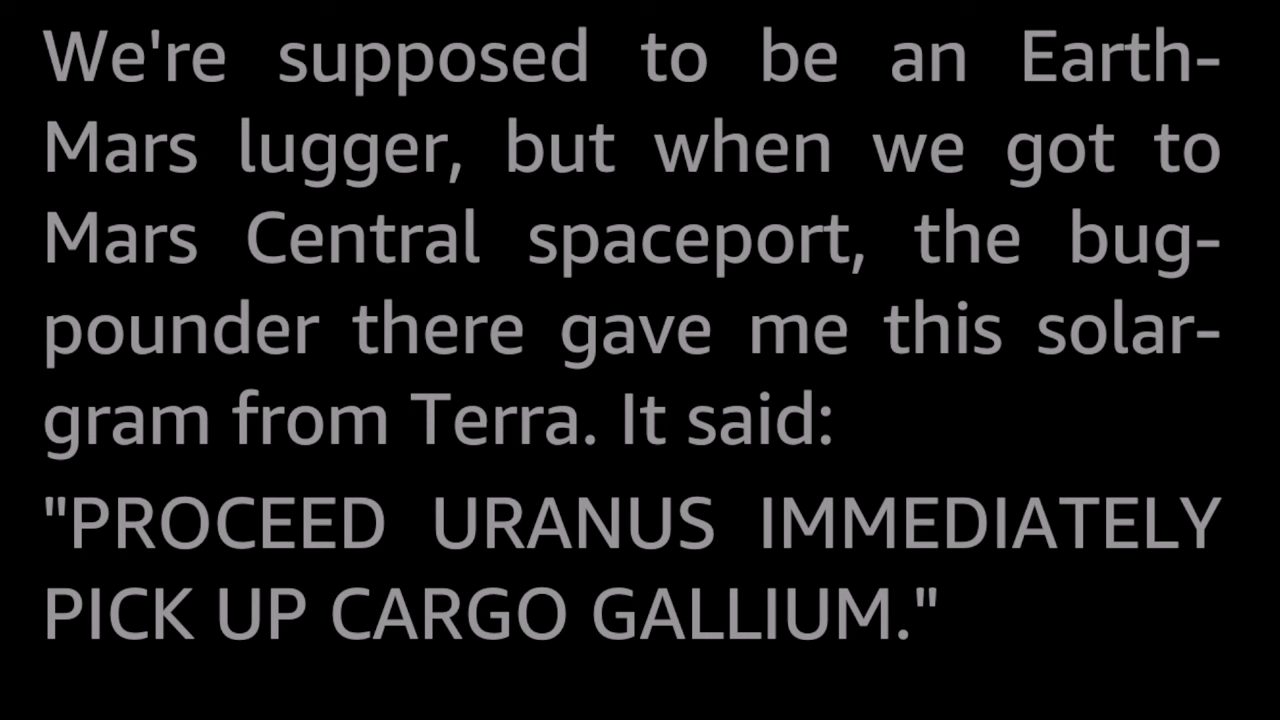 We're supposed to be an Earth-
Mars lugger, but when we got to
Mars Central spaceport, the bug-
pounder there gave me this solar-
gram from Terra. It said:
"PROCEED URANUS IMMEDIATELY
PICK UP CARGO GALLIUM."